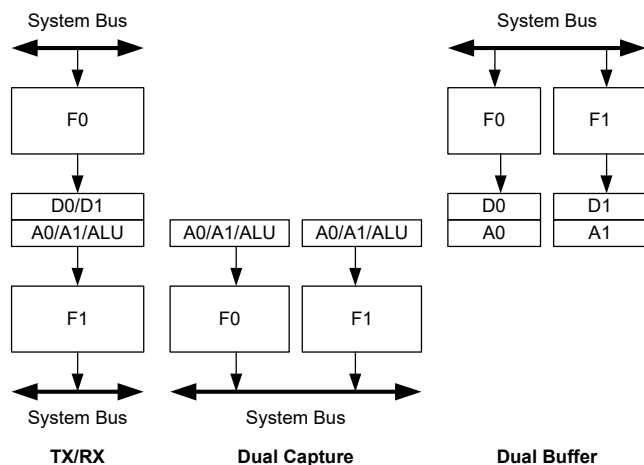 System Bus
System Bus
F0
F0
F1
D0/D1
D0
D1
A0/A1/ALU
A0/A1/ALU
A0/A1/ALU
A0
A1
F1
F0
F1
System Bus
System Bus
TX/RX
Dual Capture
Dual Buffer